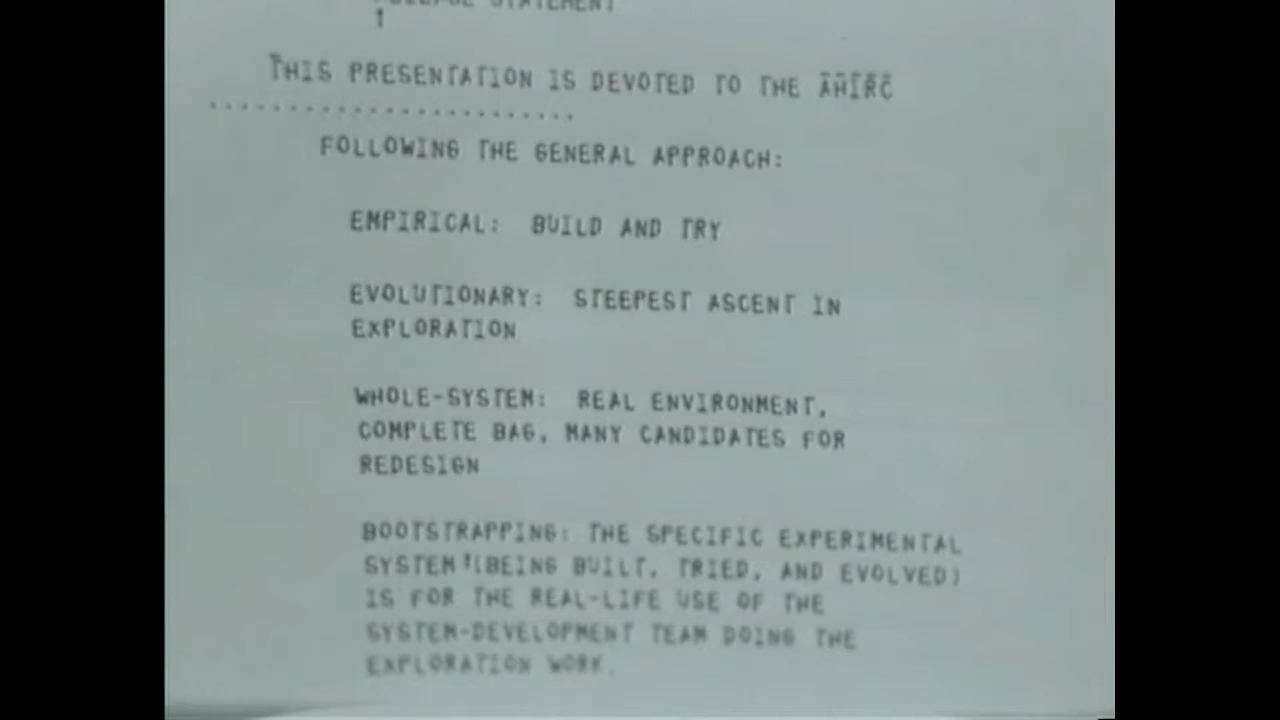 STATEMENT
THIS PRESENTATION IS DEVOTED TO THE AHIRC
........................
FOLLOWING THE GENERAL APPROACH:
EMPIRICAL: BUILD AND TRY
EVOLUTIONARY: STEEPEST ASCENT IN
EXPLORATION
WHOLE-SYSTEM: REAL ENVIRONMENT,
COMPLETE BAG, MANY CANDIDATES FOR
REDESIGN
BOOTSTRAPPING: THE SPECIFIC EXPERIMENTAL
SYSTEM (BEING BUILT, TRIED, AND EVOLVED)
IS FOR THE REAL-LIFE USE OF THE
SYSTEM-DEVELOPMENT TEAM DOING THE
EXPLORATION WORK.